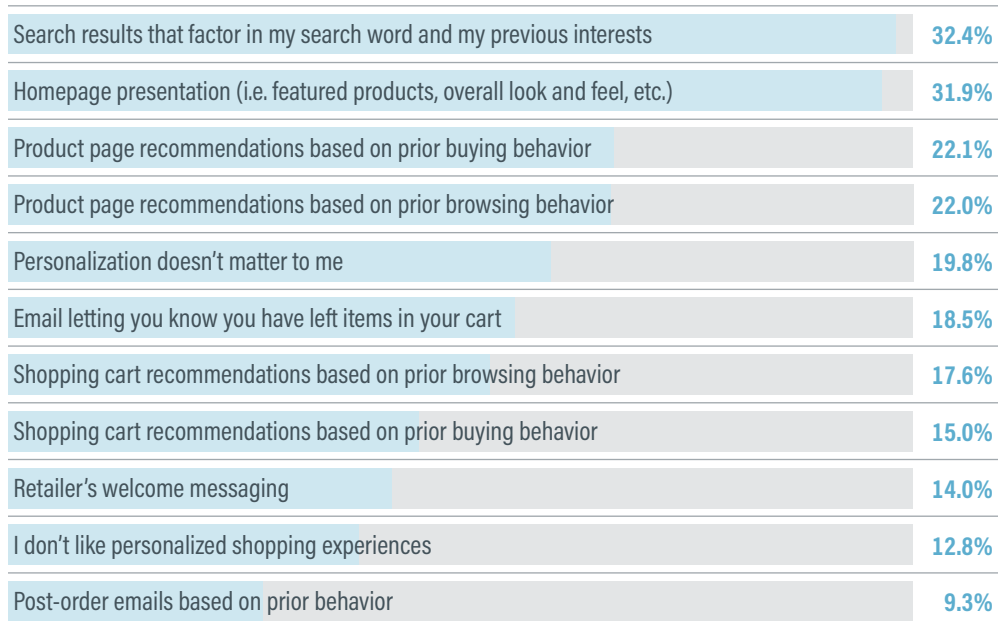 Search results that factor in my search word and my previous interests 32.4%
Homepage presentation (i.e. featured products, overall look and feel, etc.) 31.9%
Product page recommendations based on prior buying behavior 22.1%
Product page recommendations based on prior browsing behavior 22.0%
Personalization doesn’t matter to me 19.8%
Email letting you know you have left items in your cart 18.5%
Shopping cart recommendations based on prior browsing behavior 17.6%
Shopping cart recommendations based on prior buying behavior 15.0%
Retailer’s welcome messaging 14.0%
I don’t like personalized shopping experiences 12.8%
Post-order emails based on prior behavior 9.3%